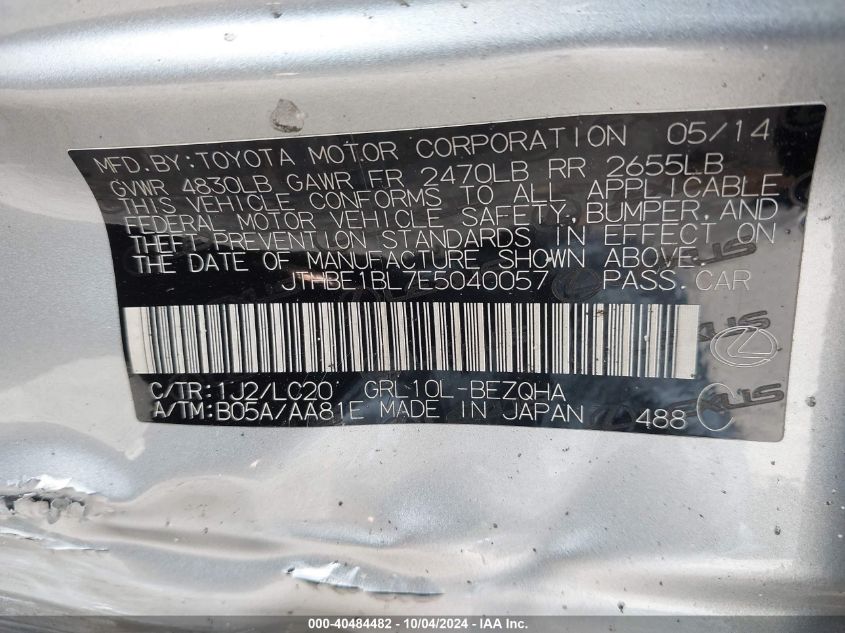 MFD.BY:TOYOTA MOTOR CORPORATION 05/14
GVWR 4830LB GAWR FR 2470LB RR 2655LB
THIS VEHICLE CONFORMS TO ALL APPLICABLE
FEDERAL MOTOR VEHICLE SAFETY, BUMPER, AND
THEFT PREVENTION STANDARDS IN EFFECT ON
THE DATE OF MANUFACTURE SHOWN ABOVE.
JTHBE1BL7E5040057 PASS.CAR
C/TR:1J2/LC20 GRL10L-BEZQHA
A/TM:B05A/AA81E MADE IN JAPAN 488
000-40484482 - 10/04/2024 - IAA Inc.